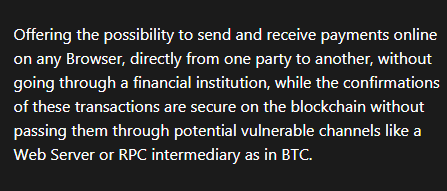 Offering the possibility to send and receive payments online
on any Browser, directly from one party to another, without
going through a financial institution, while the confirmations
of these transactions are secure on the blockchain without
passing them through potential vulnerable channels like a
Web Server or RPC intermediary as in BTC.